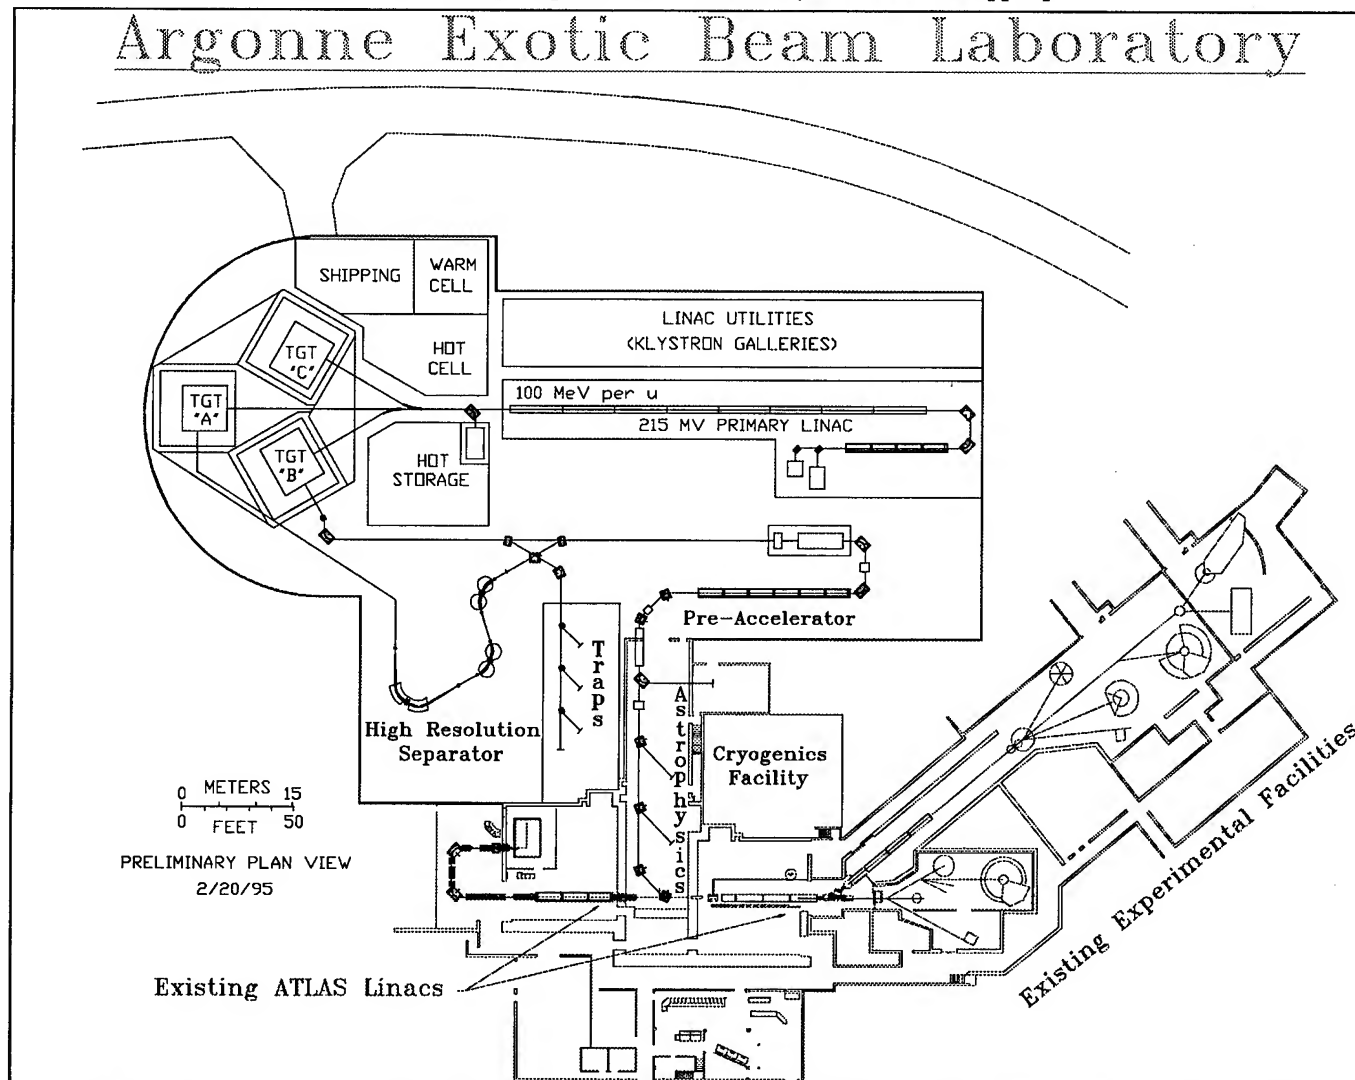 Argonne Exotic Beam Laboratory
SHIPPING
WARM
CELL
LINAC UTILITIES
(KLYSTRON GALLERIES)
TGT
"C"
HOT
CELL
TGT
"A"
100 MeV per u
215 MV PRIMARY LINAC
TGT
"B"
HOT
STORAGE
Pre-Accelerator
Traps
Astrophysics
High Resolution
Separator
Cryogenics
Facility
0 METERS 15
0 FEET 50
PRELIMINARY PLAN VIEW
2/20/95
Existing ATLAS Linacs
Existing Experimental Facilities